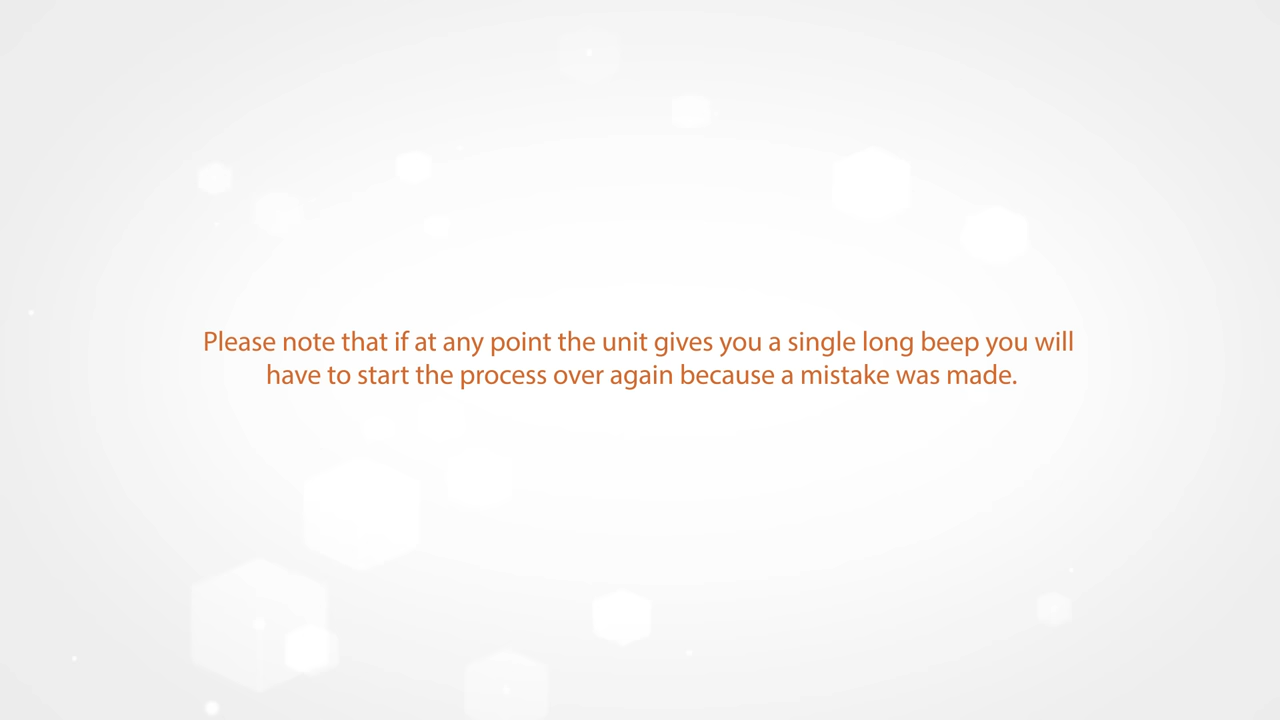 Please note that if at any point the unit gives you a single long beep you will
have to start the process over again because a mistake was made.